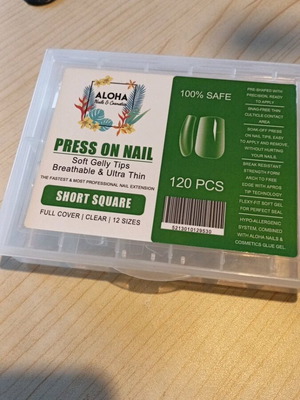 ALOHA
Nails & Cosmetics
PRESS ON NAIL
Soft Gelly Tips
Breathable & Ultra Thin
THE FASTEST & MOST PROFESSIONAL NAIL EXTENSION
SHORT SQUARE
FULL COVER | CLEAR | 12 SIZES
100% SAFE
120 PCS
6213010129530
PRE-SHAPED WITH
PRECISION, READY
TO APPLY
SNAG-FREE THIN
CUTICLE CONTACT
AREA
SOAK-OFF PRESS
ON NAIL TIPS, EASY
TO APPLY AND REMOVE,
WITHOUT HURTING
YOUR NAILS
BREAK RESISTANT
STRENGTH FORM
ARCH TO FREE
EDGE WITH APROS
TIP TECHNOLOGY
FLEXY-FIT SOFT GEL
FOR PERFECT SEAL
HYPO-ALLERGENIC
SYSTEM, COMBINED
WITH ALOHA NAILS &
COSMETICS GLUE GEL.